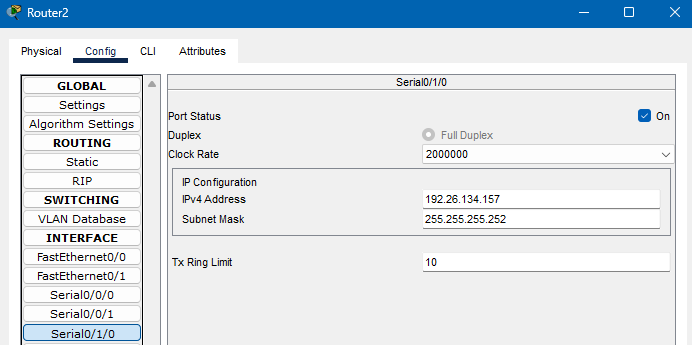 Router2
Physical Config CLI Attributes
GLOBAL
Settings
Algorithm Settings
ROUTING
Static
RIP
SWITCHING
VLAN Database
INTERFACE
FastEthernet0/0
FastEthernet0/1
Serial0/0/0
Serial0/0/1
Serial0/1/0
Serial0/1/0
Port Status On
Duplex Full Duplex
Clock Rate 2000000
IP Configuration
IPv4 Address 192.26.134.157
Subnet Mask 255.255.255.252
Tx Ring Limit 10